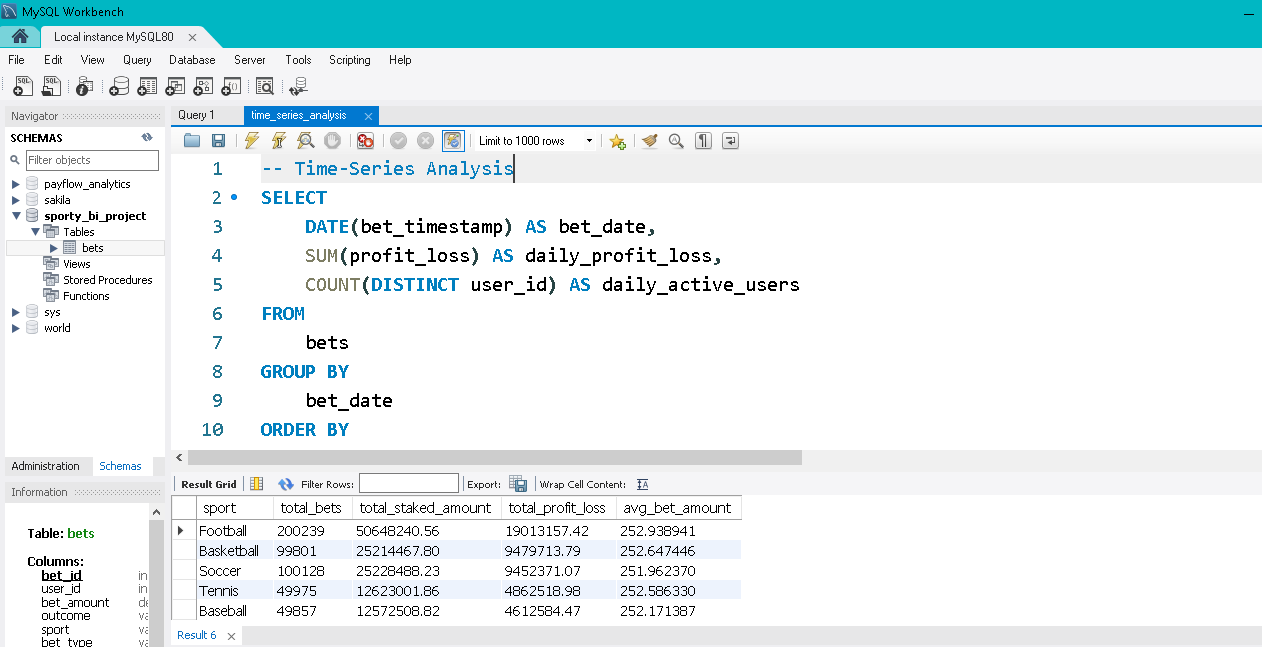 MySQL Workbench
Local instance MySQL80
File Edit View Query Database Server Tools Scripting Help
Navigator
SCHEMAS
Filter objects
payflow_analytics
sakila
sporty_bi_project
Tables
bets
Views
Stored Procedures
Functions
sys
world
Administration Schemas
Information
Table: bets
Columns:
bet_id in
user_id in
bet_amount de
outcome va
sport va
bet_type va
Query 1 time_series_analysis
Limit to 1000 rows
1 -- Time-Series Analysis
2 SELECT
3 DATE(bet_timestamp) AS bet_date,
4 SUM(profit_loss) AS daily_profit_loss,
5 COUNT(DISTINCT user_id) AS daily_active_users
6 FROM
7 bets
8 GROUP BY
9 bet_date
10 ORDER BY
Result Grid Filter Rows: Export: Wrap Cell Content:
sport total_bets total_staked_amount total_profit_loss avg_bet_amount
Football 200239 50648240.56 19013157.42 252.938941
Basketball 99801 25214467.80 9479713.79 252.647446
Soccer 100128 25228488.23 9452371.07 251.962370
Tennis 49975 12623001.86 4862518.98 252.586330
Baseball 49857 12572508.82 4612584.47 252.171387
Result 6